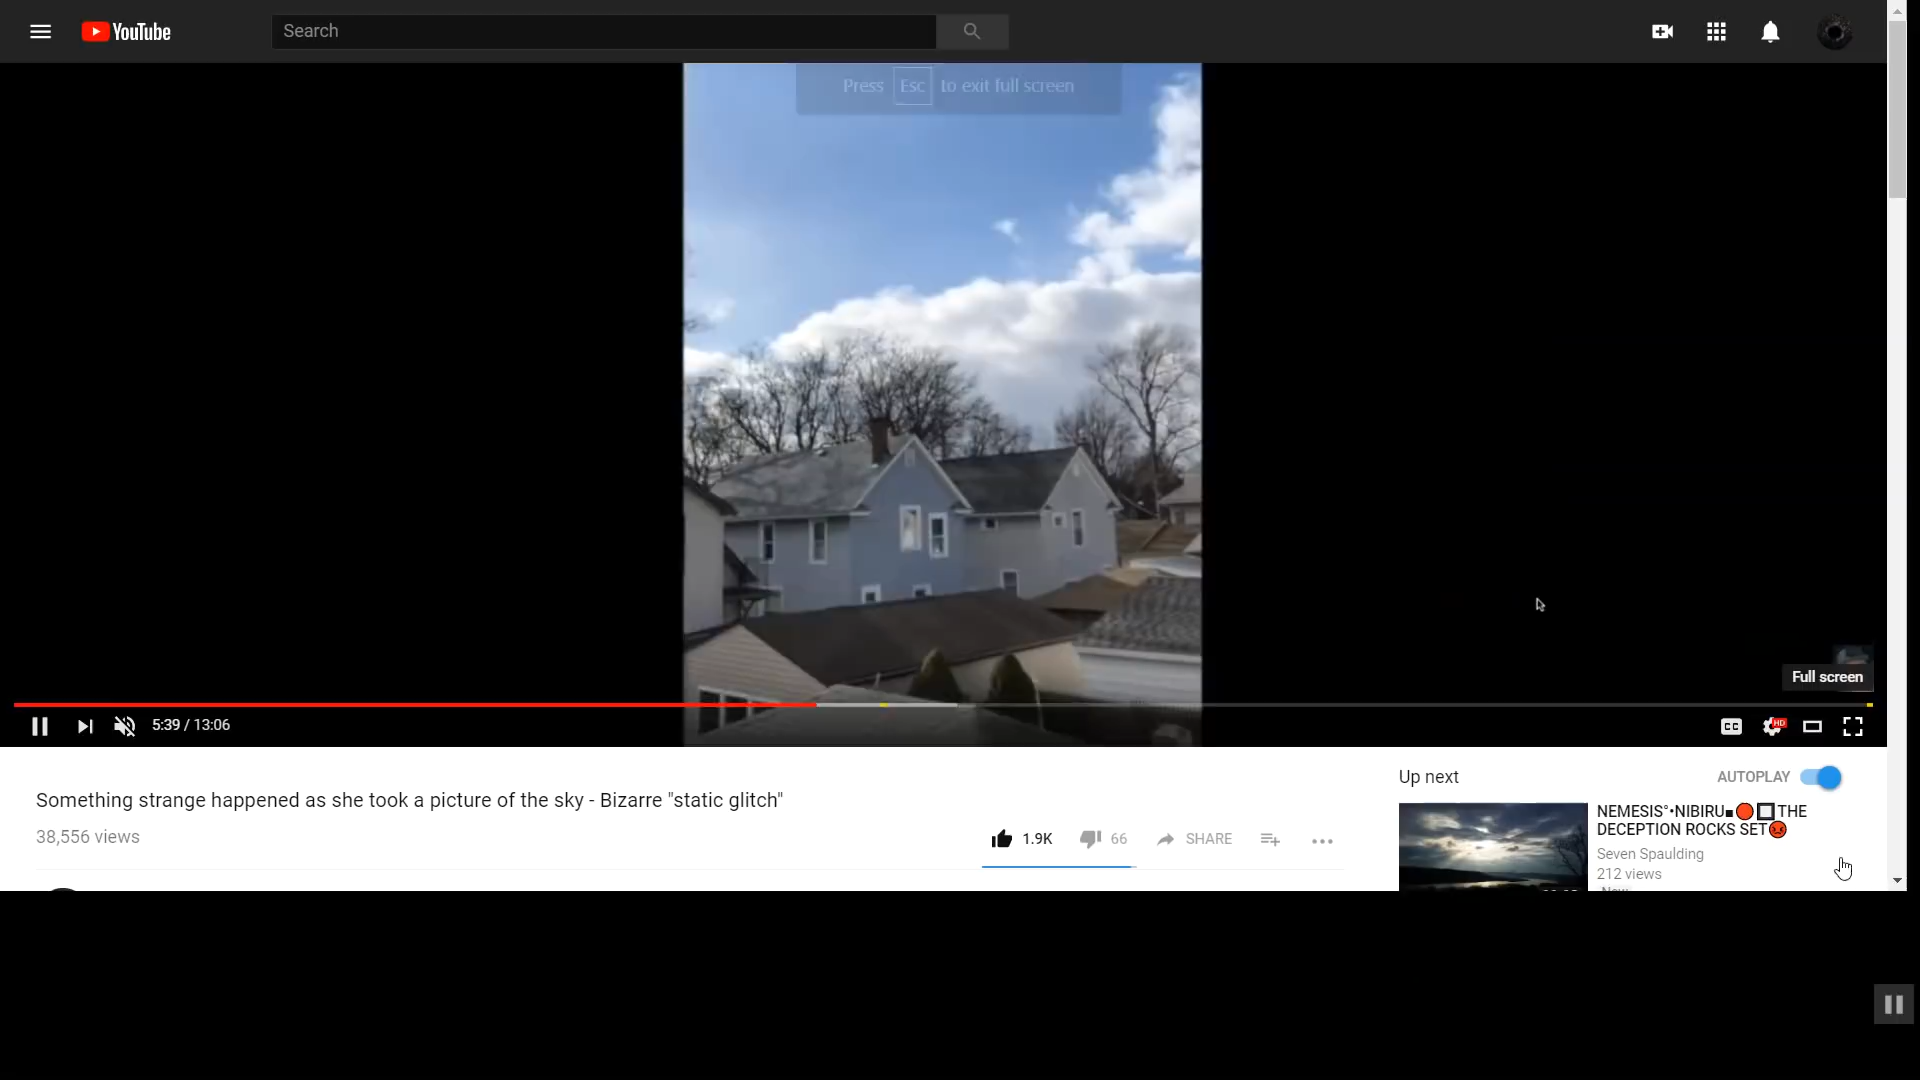 YouTube
Search
Press Esc to exit full screen
Full screen
5:39 / 13:06
CC
HD
Something strange happened as she took a picture of the sky - Bizarre "static glitch"
38,556 views
1.9K
66
SHARE
Up next
AUTOPLAY
NEMESIS°•NIBIRU■🔴🔲THE
DECEPTION ROCKS SET😡
Seven Spaulding
212 views